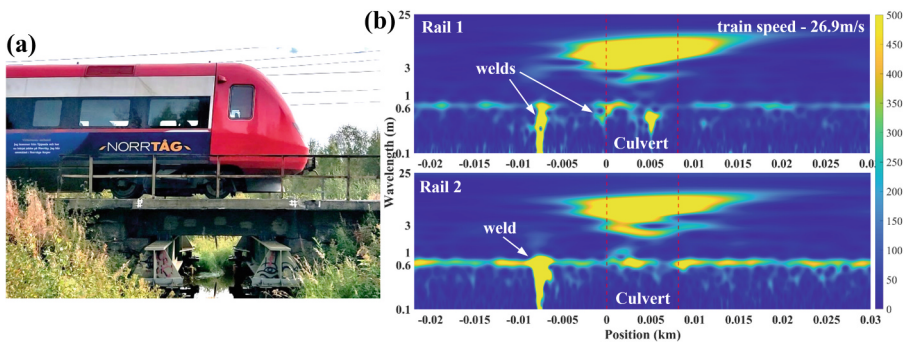 (a)
NORRTÅG
(b)
Rail 1
train speed - 26.9m/s
welds
Culvert
25
3
1
0.6
0.1
-0.02 -0.015 -0.01 -0.005 0 0.005 0.01 0.015 0.02 0.025 0.03
Rail 2
weld
Culvert
25
3
1
0.6
0.1
-0.02 -0.015 -0.01 -0.005 0 0.005 0.01 0.015 0.02 0.025 0.03
Wavelength (m)
Position (km)
500
450
400
350
300
250
200
150
100
50
0